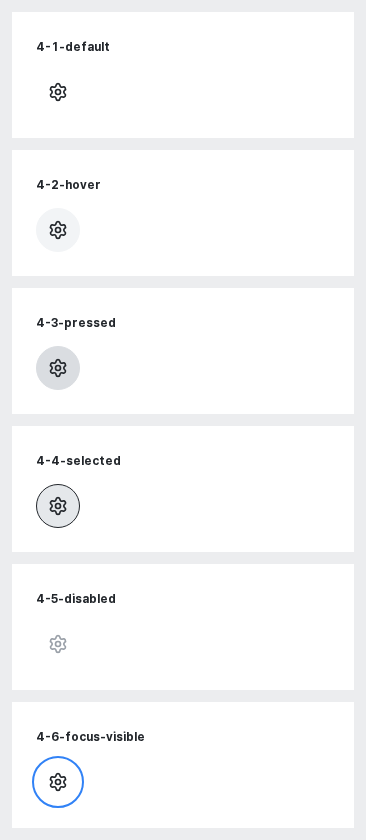 4-1-default
4-2-hover
4-3-pressed
4-4-selected
4-5-disabled
4-6-focus-visible